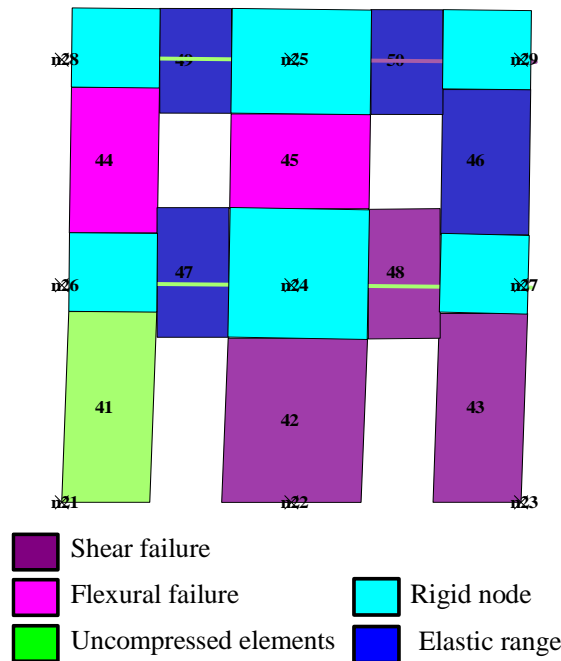 n28 49 n25 50 n29
44 45 46
n26 47 n24 48 n27
41 42 43
n21 n22 n23
Shear failure
Flexural failure Rigid node
Uncompressed elements Elastic range